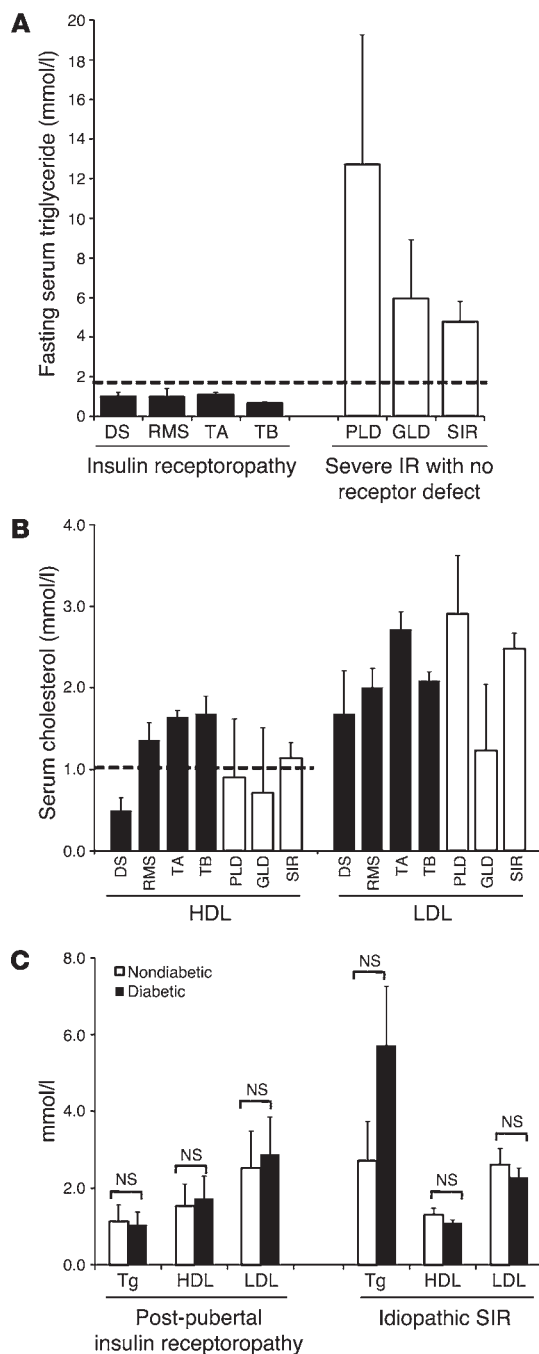 A
Fasting serum triglyceride (mmol/l)
20
18
16
14
12
10
8
6
4
2
0
DS RMS TA TB PLD GLD SIR
Insulin receptoropathy
Severe IR with no
receptor defect
B
Serum cholesterol (mmol/l)
4.0
3.0
2.0
1.0
0.0
DS RMS TA TB PLD GLD SIR DS RMS TA TB PLD GLD SIR
HDL LDL
C
mmol/l
8.0
6.0
4.0
2.0
0.0
Nondiabetic
Diabetic
NS NS NS NS NS NS
Tg HDL LDL Tg HDL LDL
Post-pubertal
insulin receptoropathy
Idiopathic SIR